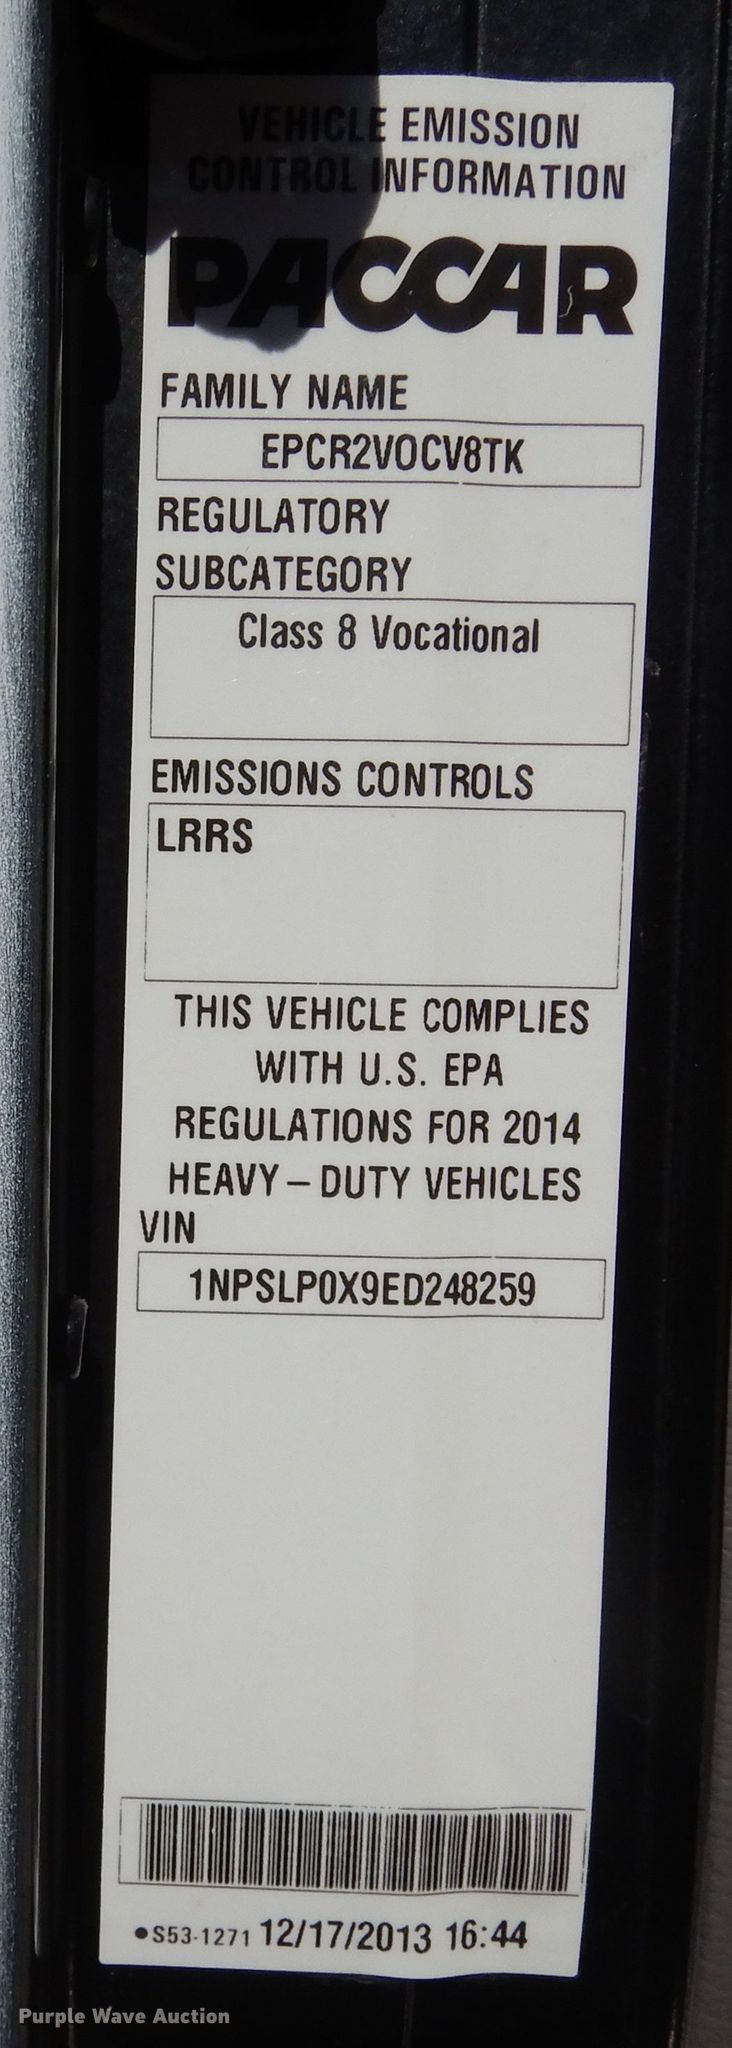 VEHICLE EMISSION
CONTROL INFORMATION
PACCAR
FAMILY NAME
EPCR2VOCV8TK
REGULATORY
SUBCATEGORY
Class 8 Vocational
EMISSIONS CONTROLS
LRRS
THIS VEHICLE COMPLIES
WITH U.S. EPA
REGULATIONS FOR 2014
HEAVY – DUTY VEHICLES
VIN
1NPSLP0X9ED248259
•S53-1271 12/17/2013 16:44
Purple Wave Auction